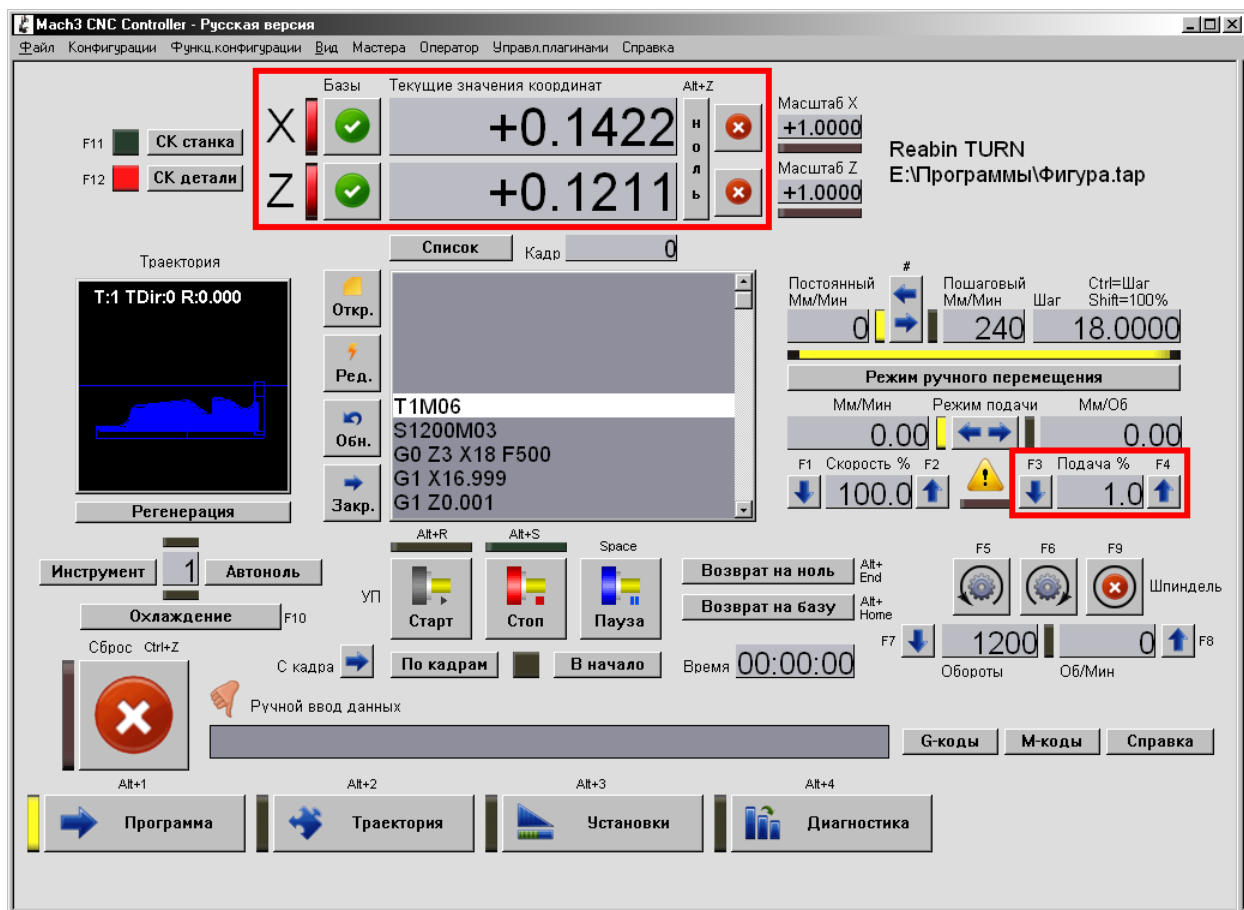 Mach3 CNC Controller - Русская версия
Файл Конфигурации Функц.конфигурации Вид Мастера Оператор Управл.плагинами Справка
Базы Текущие значения координат Alt+Z
X +0.1422
Z +0.1211
н
о
л
ь
F11 СК станка
F12 СК детали
Масштаб X
+1.0000
Масштаб Z
+1.0000
Reabin TURN
E:\Программы\Фигура.tap
Список Кадр 0
Траектория
T:1 TDir:0 R:0.000
Регенерация
Откр.
Ред.
Обн.
Закр.
T1M06
S1200M03
G0 Z3 X18 F500
G1 X16.999
G1 Z0.001
#
Постоянный Пошаговый Ctrl=Шаг
Мм/Мин Мм/Мин Шаг Shift=100%
0 240 18.0000
Режим ручного перемещения
Мм/Мин Режим подачи Мм/Об
0.00 0.00
F1 Скорость % F2 F3 Подача % F4
100.0 1.0
Инструмент 1 Автоноль
Охлаждение F10
Alt+R Alt+S Space
УП Старт Стоп Пауза
Возврат на ноль Alt+
End
Возврат на базу Alt+
Home
F5 F6 F9
Шпиндель
F7 1200 0 F8
Обороты Об/Мин
Сброс Ctrl+Z
С кадра По кадрам В начало Время 00:00:00
Ручной ввод данных
G-коды М-коды Справка
Alt+1 Alt+2 Alt+3 Alt+4
Программа Траектория Установки Диагностика